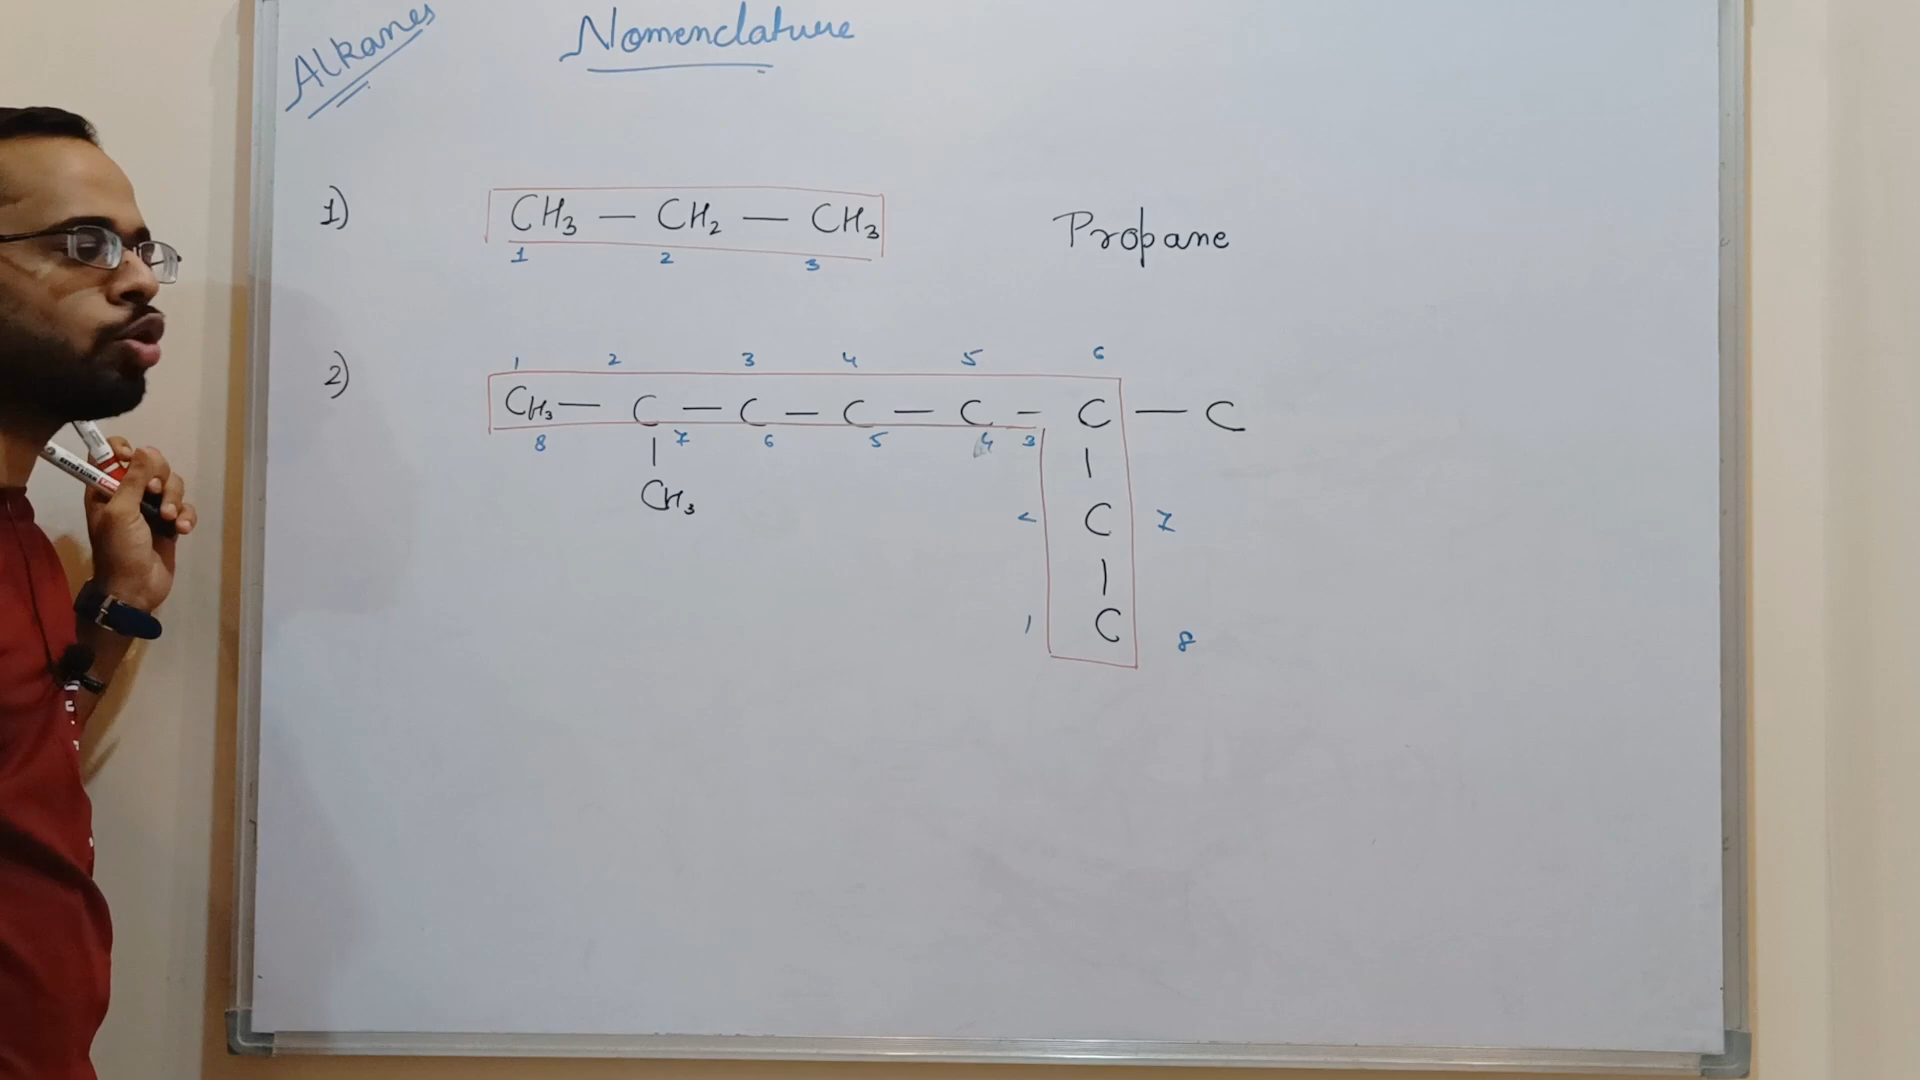 Alkanes
Nomenclature
1) CH₃ — CH₂ — CH₃ Propane
1 2 3
1 2 3 4 5 6
2) CH₃ — C — C — C — C – C — C
8 7 6 5 4 3
| |
CH₃
C 7
|
1 C 8